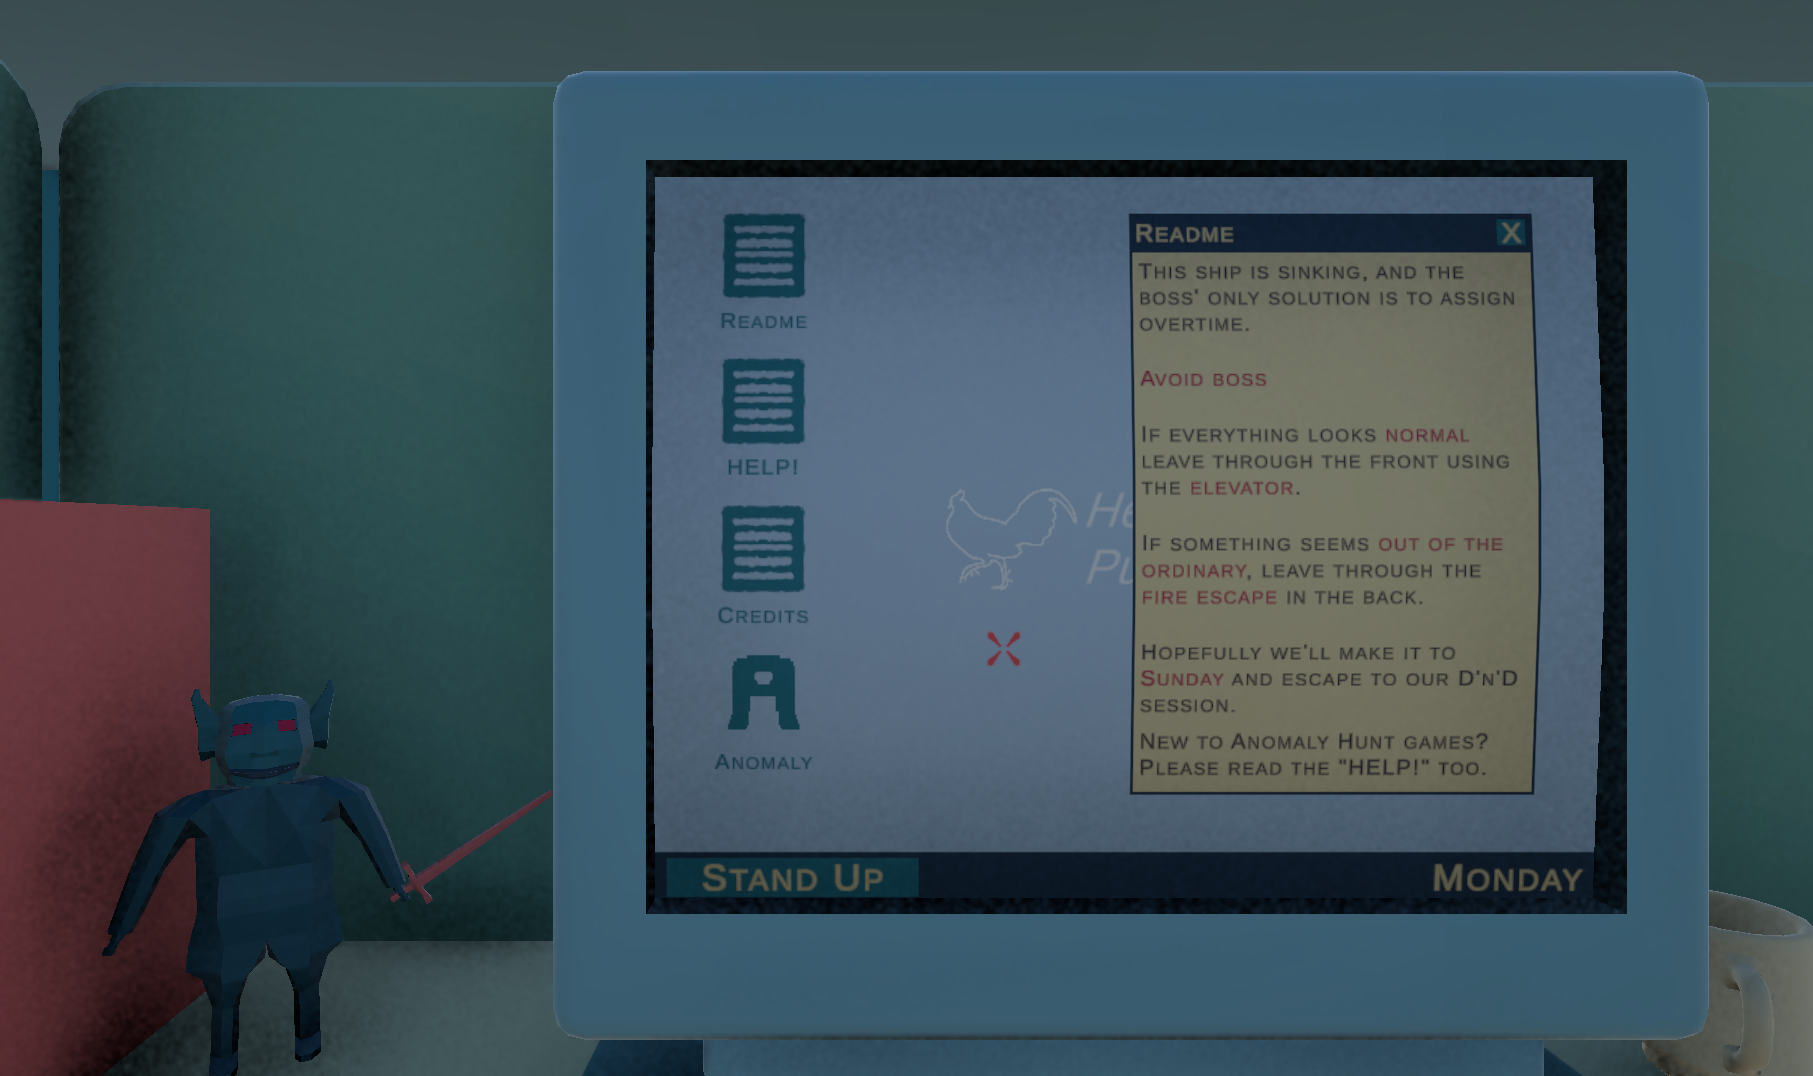 README
HELP!
CREDITS
ANOMALY
README X
THIS SHIP IS SINKING, AND THE
BOSS' ONLY SOLUTION IS TO ASSIGN
OVERTIME.
AVOID BOSS
IF EVERYTHING LOOKS NORMAL
LEAVE THROUGH THE FRONT USING
THE ELEVATOR.
IF SOMETHING SEEMS OUT OF THE
ORDINARY, LEAVE THROUGH THE
FIRE ESCAPE IN THE BACK.
HOPEFULLY WE'LL MAKE IT TO
SUNDAY AND ESCAPE TO OUR D'N'D
SESSION.
NEW TO ANOMALY HUNT GAMES?
PLEASE READ THE "HELP!" TOO.
STAND UP
MONDAY